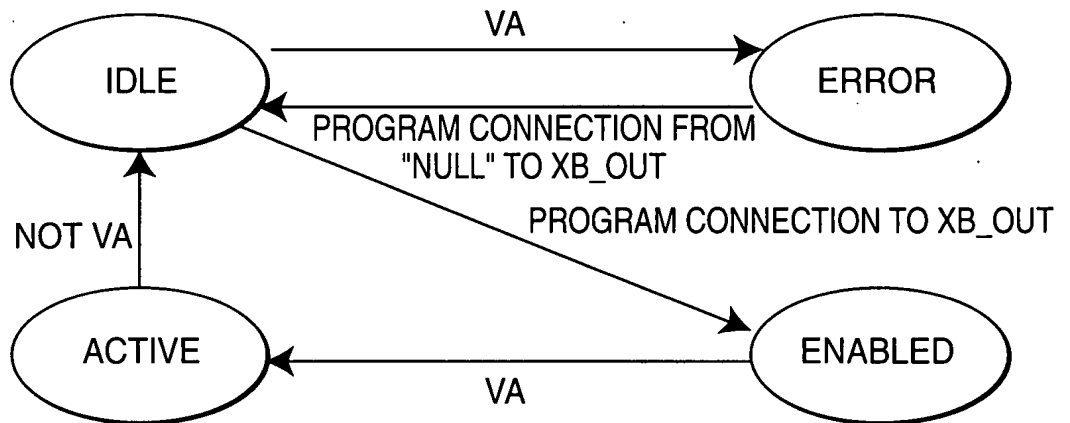 VA
IDLE
ERROR
PROGRAM CONNECTION FROM
"NULL" TO XB_OUT
PROGRAM CONNECTION TO XB_OUT
NOT VA
ACTIVE
ENABLED
VA